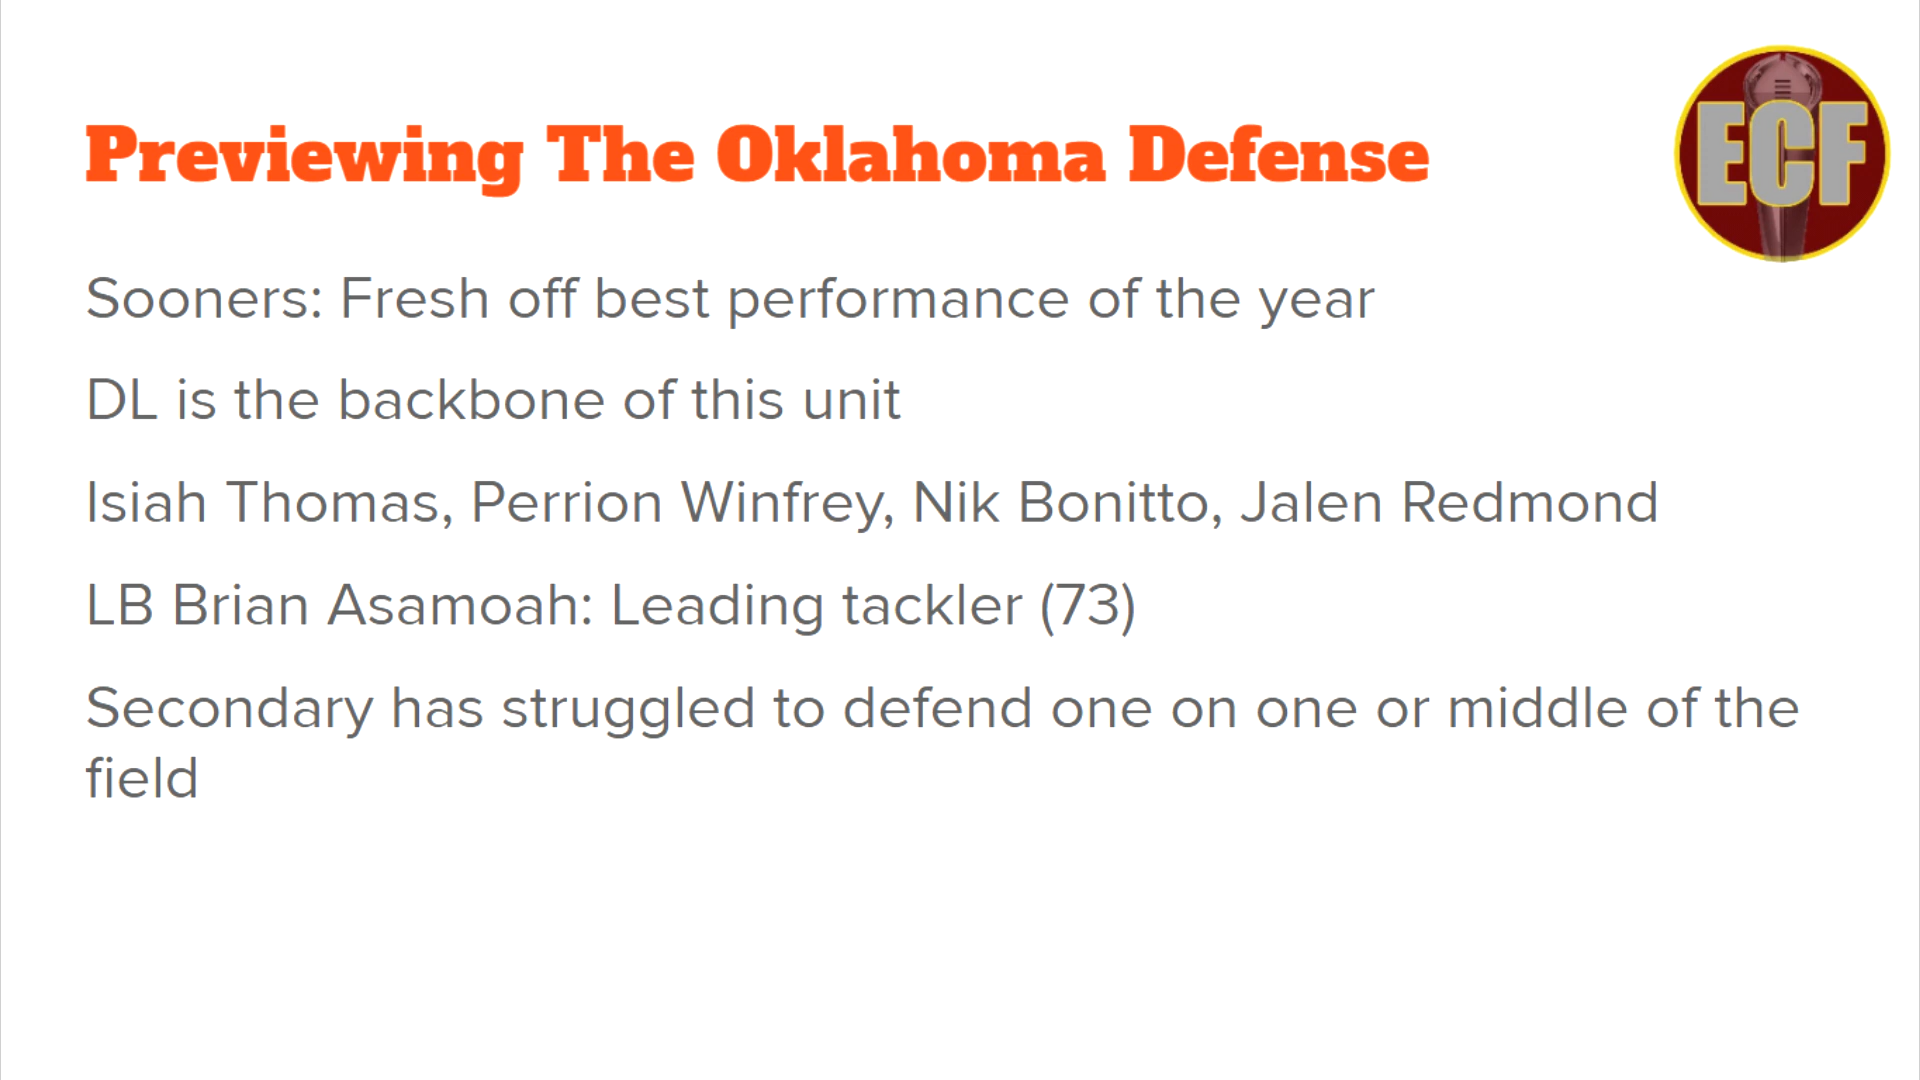 Previewing The Oklahoma Defense
ECF
Sooners: Fresh off best performance of the year
DL is the backbone of this unit
Isiah Thomas, Perrion Winfrey, Nik Bonitto, Jalen Redmond
LB Brian Asamoah: Leading tackler (73)
Secondary has struggled to defend one on one or middle of the
field